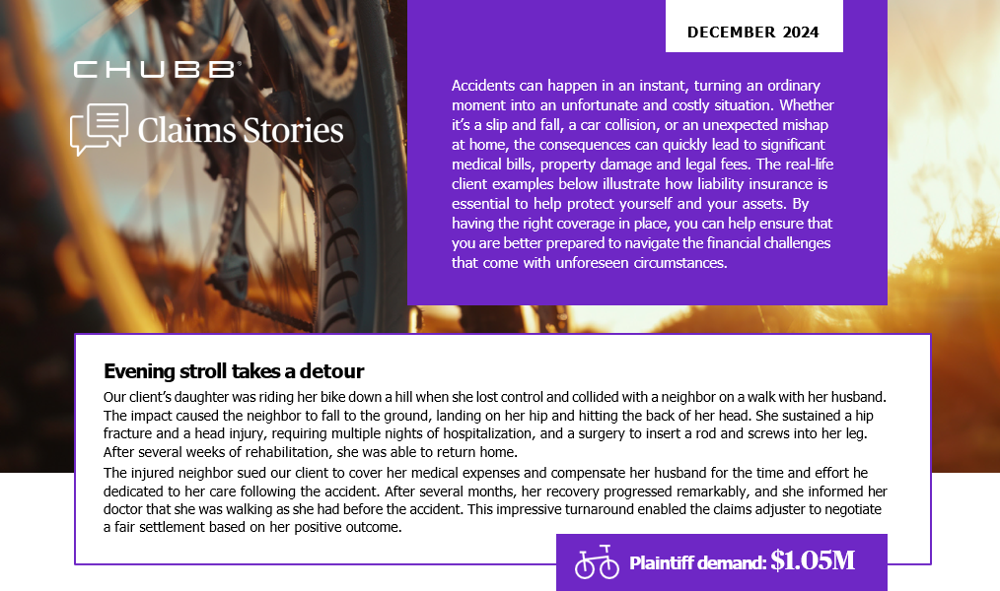 CHUBB®
Claims Stories
DECEMBER 2024
Accidents can happen in an instant, turning an ordinary
moment into an unfortunate and costly situation. Whether
it's a slip and fall, a car collision, or an unexpected mishap
at home, the consequences can quickly lead to significant
medical bills, property damage and legal fees. The real-life
client examples below illustrate how liability insurance is
essential to help protect yourself and your assets. By
having the right coverage in place, you can help ensure that
you are better prepared to navigate the financial challenges
that come with unforeseen circumstances.
Evening stroll takes a detour
Our client's daughter was riding her bike down a hill when she lost control and collided with a neighbor on a walk with her husband.
The impact caused the neighbor to fall to the ground, landing on her hip and hitting the back of her head. She sustained a hip
fracture and a head injury, requiring multiple nights of hospitalization, and a surgery to insert a rod and screws into her leg.
After several weeks of rehabilitation, she was able to return home.
The injured neighbor sued our client to cover her medical expenses and compensate her husband for the time and effort he
dedicated to her care following the accident. After several months, her recovery progressed remarkably, and she informed her
doctor that she was walking as she had before the accident. This impressive turnaround enabled the claims adjuster to negotiate
a fair settlement based on her positive outcome.
Plaintiff demand: $1.05M